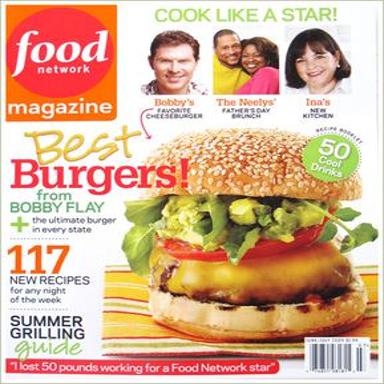 COOK LIKE A STAR!
food
network
magazine
Bobby's
FAVORITE
CHEESEBURGER
The Neelys'
FATHER'S DAY
BRUNCH
Ina's
NEW
KITCHEN
RECIPE BOOKLET
50
Cool
Drinks
Best
Burgers!
from
BOBBY FLAY
+ the ultimate burger
in every state
117
NEW RECIPES
for any night
of the week
SUMMER
GRILLING
guide
"I lost 50 pounds working for a Food Network star"